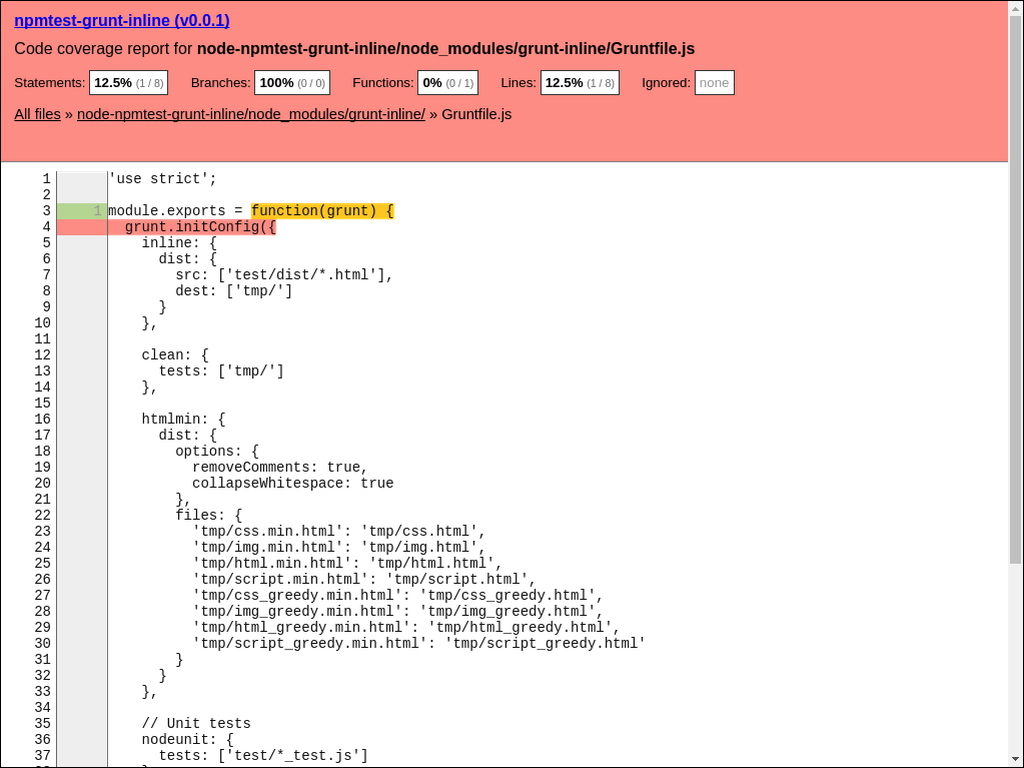 npmtest-grunt-inline (v0.0.1)
Code coverage report for node-npmtest-grunt-inline/node_modules/grunt-inline/Gruntfile.js
Statements: 12.5% (1 / 8) Branches: 100% (0 / 0) Functions: 0% (0 / 1) Lines: 12.5% (1 / 8) Ignored: none
All files » node-npmtest-grunt-inline/node_modules/grunt-inline/ » Gruntfile.js
1 'use strict';
2
3 1 module.exports = function(grunt) {
4   grunt.initConfig({
5     inline: {
6       dist: {
7         src: ['test/dist/*.html'],
8         dest: ['tmp/']
9       }
10     },
11
12     clean: {
13       tests: ['tmp/']
14     },
15
16     htmlmin: {
17       dist: {
18         options: {
19           removeComments: true,
20           collapseWhitespace: true
21         },
22         files: {
23           'tmp/css.min.html': 'tmp/css.html',
24           'tmp/img.min.html': 'tmp/img.html',
25           'tmp/html.min.html': 'tmp/html.html',
26           'tmp/script.min.html': 'tmp/script.html',
27           'tmp/css_greedy.min.html': 'tmp/css_greedy.html',
28           'tmp/img_greedy.min.html': 'tmp/img_greedy.html',
29           'tmp/html_greedy.min.html': 'tmp/html_greedy.html',
30           'tmp/script_greedy.min.html': 'tmp/script_greedy.html'
31         }
32       }
33     },
34
35     // Unit tests
36     nodeunit: {
37       tests: ['test/*_test.js']